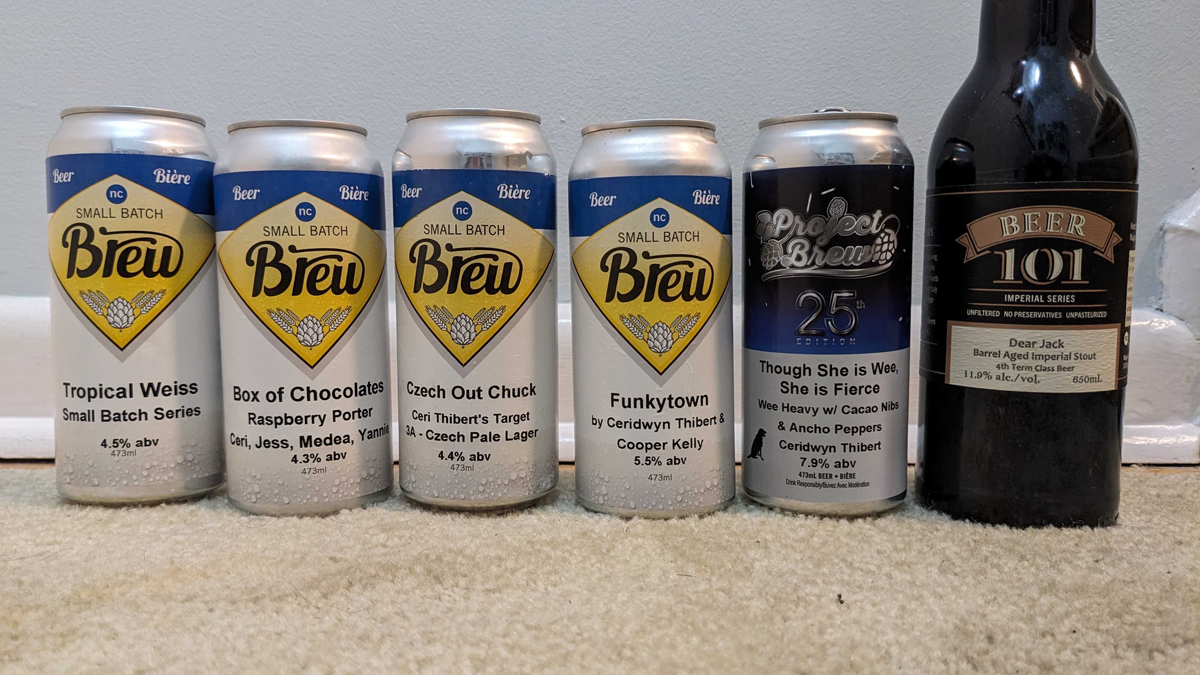 Beer Bière
nc
SMALL BATCH
Brew
Tropical Weiss
Small Batch Series
4.5% abv
473ml
Beer Bière
nc
SMALL BATCH
Brew
Box of Chocolates
Raspberry Porter
Ceri, Jess, Medea, Yannie
4.3% abv
473ml
Beer Bière
nc
SMALL BATCH
Brew
Czech Out Chuck
Ceri Thibert's Target
3A - Czech Pale Lager
4.4% abv
473ml
Beer Bière
nc
SMALL BATCH
Brew
Funkytown
by Ceridwyn Thibert &
Cooper Kelly
5.5% abv
473ml
Project
Brew
25th
EDITION
Though She is Wee,
She is Fierce
Wee Heavy w/ Cacao Nibs
& Ancho Peppers
Ceridwyn Thibert
7.9% abv
473mL BEER • BIÈRE
Drink Responsibly/Buvez Avec Modération
BEER
101
IMPERIAL SERIES
UNFILTERED NO PRESERVATIVES UNPASTEURIZED
Dear Jack
Barrel Aged Imperial Stout
4th Term Class Beer
11.9% alc./vol. 650mL